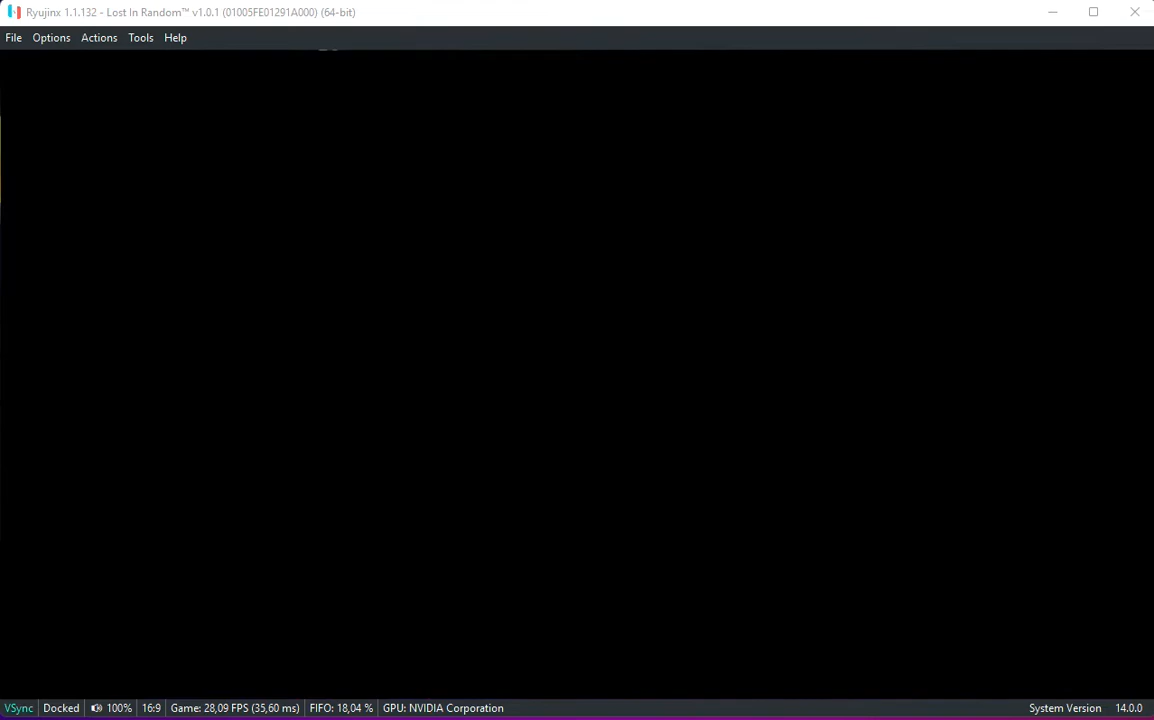 Ryujinx 1.1.132 - Lost In Random™ v1.0.1 (01005FE01291A000) (64-bit)
File Options Actions Tools Help
VSync Docked 100% 16:9 Game: 28,09 FPS (35,60 ms) FIFO: 18,04 % GPU: NVIDIA Corporation System Version 14.0.0